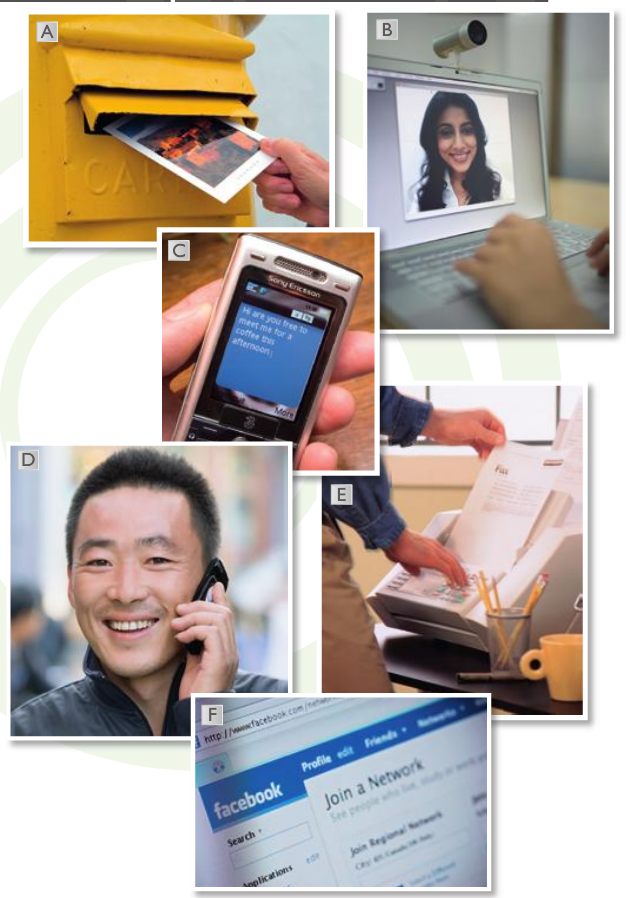 A
CAR
B
C
Sony Ericsson
Hi are you free to
meet me for a
coffee this
afternoon
More
3
D
E
Fax
F
http://www.facebook.com/netw
Profile edit Friends Networks
facebook
Join a Network
See people who live, study or work
Search
edit
Join Regional Network
Applications